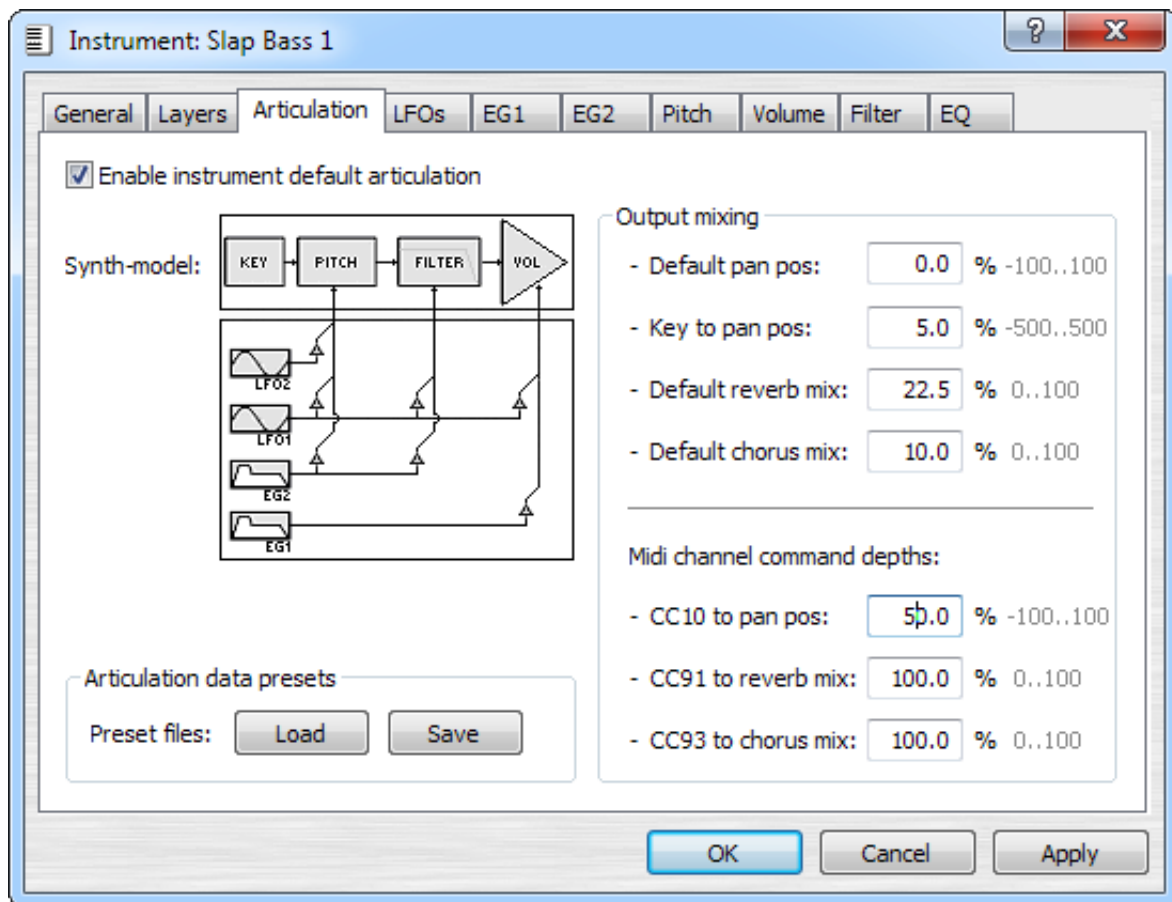 Instrument: Slap Bass 1
General Layers Articulation LFOs EG1 EG2 Pitch Volume Filter EQ
Enable instrument default articulation
Synth-model:
KEY PITCH FILTER VOL
LFO2
LFO1
EG2
EG1
Articulation data presets
Preset files: Load Save
Output mixing
- Default pan pos: 0.0 % -100..100
- Key to pan pos: 5.0 % -500..500
- Default reverb mix: 22.5 % 0..100
- Default chorus mix: 10.0 % 0..100
Midi channel command depths:
- CC10 to pan pos: 50.0 % -100..100
- CC91 to reverb mix: 100.0 % 0..100
- CC93 to chorus mix: 100.0 % 0..100
OK Cancel Apply